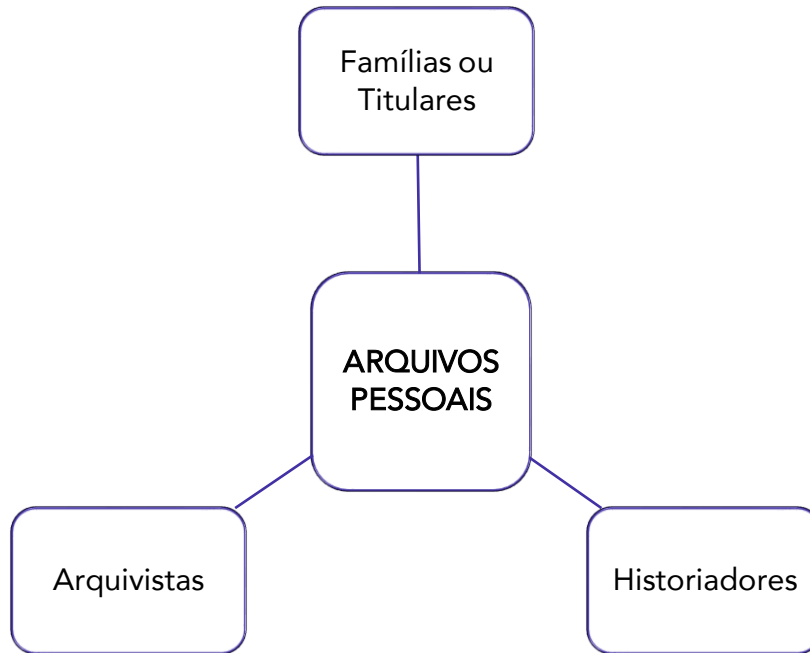 Famílias ou
Titulares
ARQUIVOS
PESSOAIS
Arquivistas
Historiadores